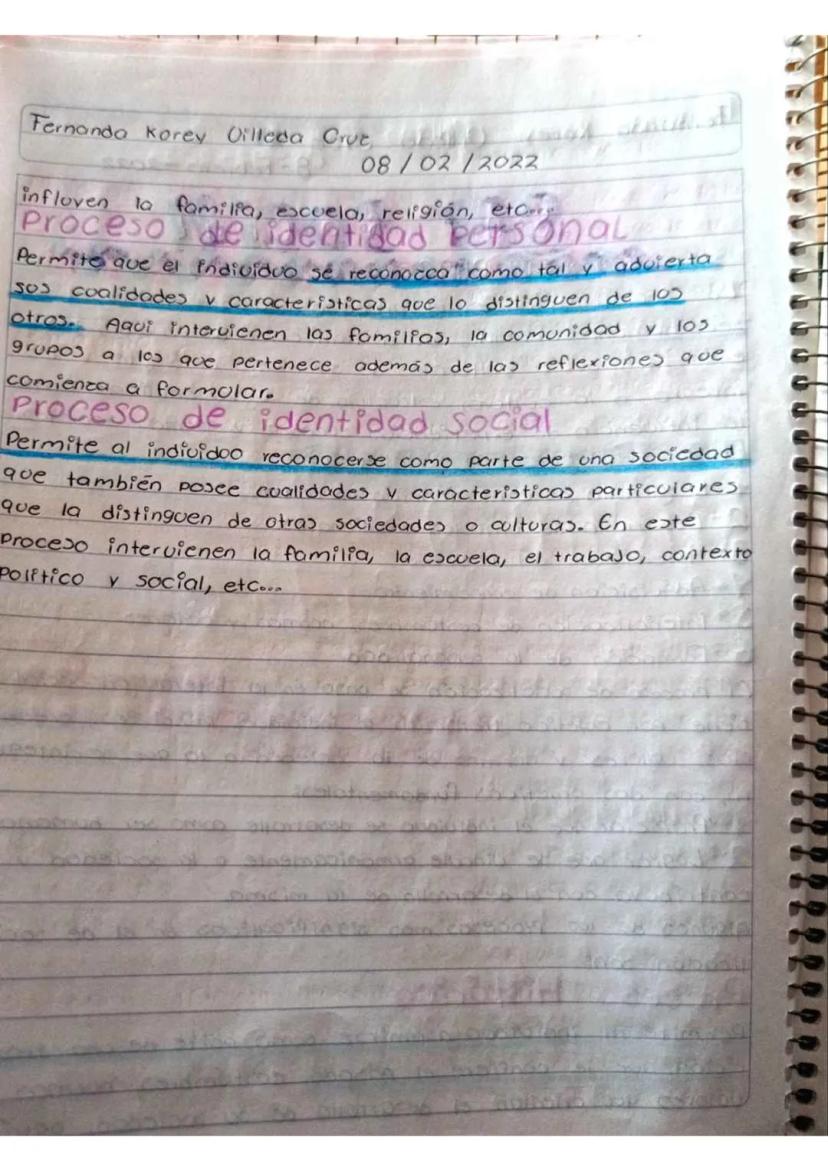 Fernanda Korey Villeda Cruz
08/02/2022
influyen la familia, escuela, religión, etc...
Proceso de identidad Personal
Permite que el individuo se reconozca como tal y advierta
sus cualidades y caracteristicas que lo distinguen de los
otros. Aqui intervienen las familias, la comunidad y los
grupos a los que pertenece además de las reflexiones que
comienza a formular.
Proceso de identidad social
Permite al individuo reconocerse como parte de una sociedad
que también posee cualidades y caracteristicas particulares
que la distinguen de otras sociedades o culturas. En este
Proceso intervienen la familia, la escuela, el trabajo, contexto
Politico y social, etc...